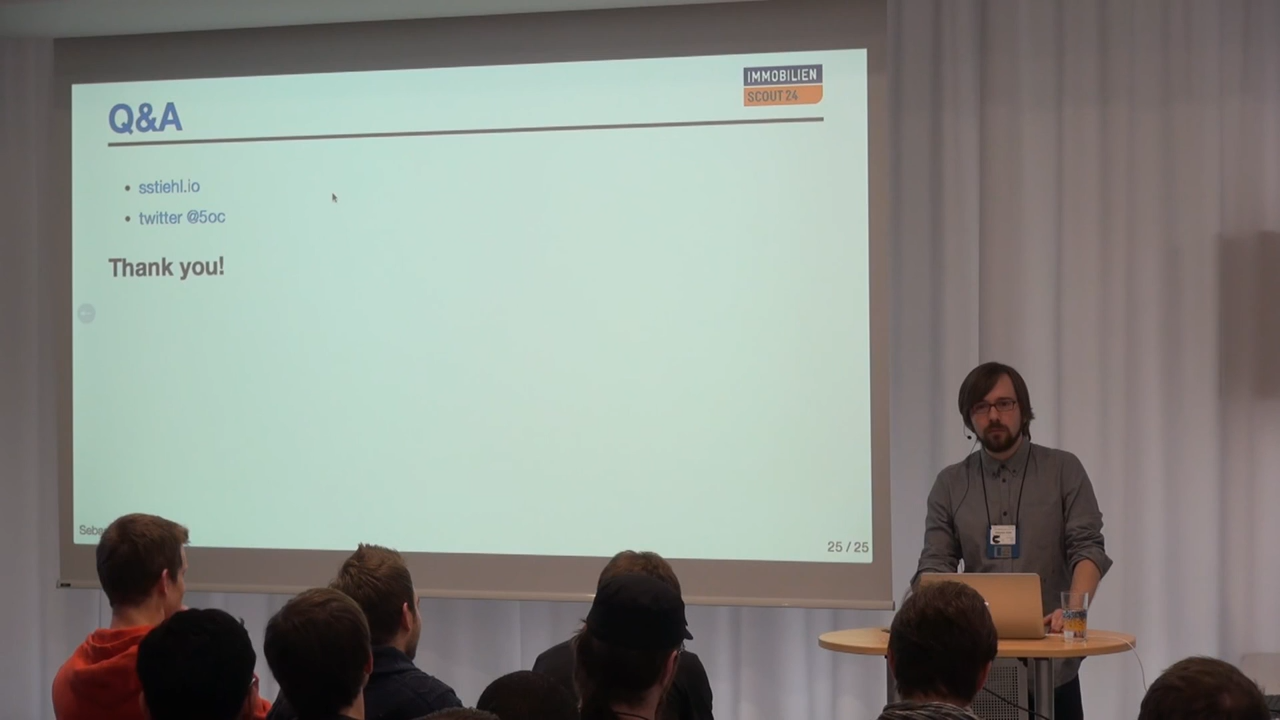 Q&A
IMMOBILIEN
SCOUT 24
sstiehl.io
twitter @5oc
Thank you!
25 / 25